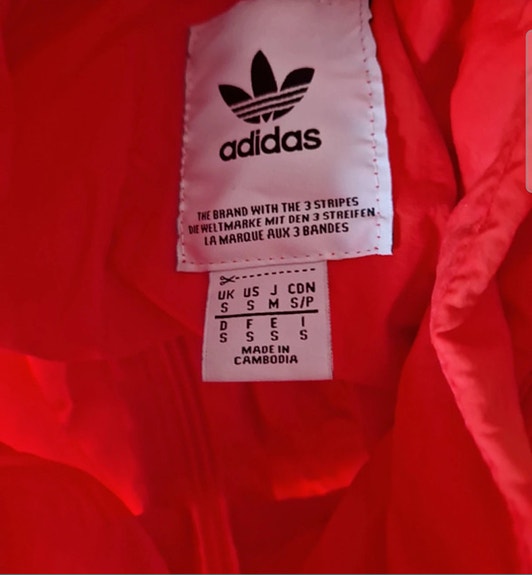 adidas
THE BRAND WITH THE 3 STRIPES
DIE WELTMARKE MIT DEN 3 STREIFEN
LA MARQUE AUX 3 BANDES
UK US J CDN
S S M S/P
D F E I
S S S S
MADE IN
CAMBODIA